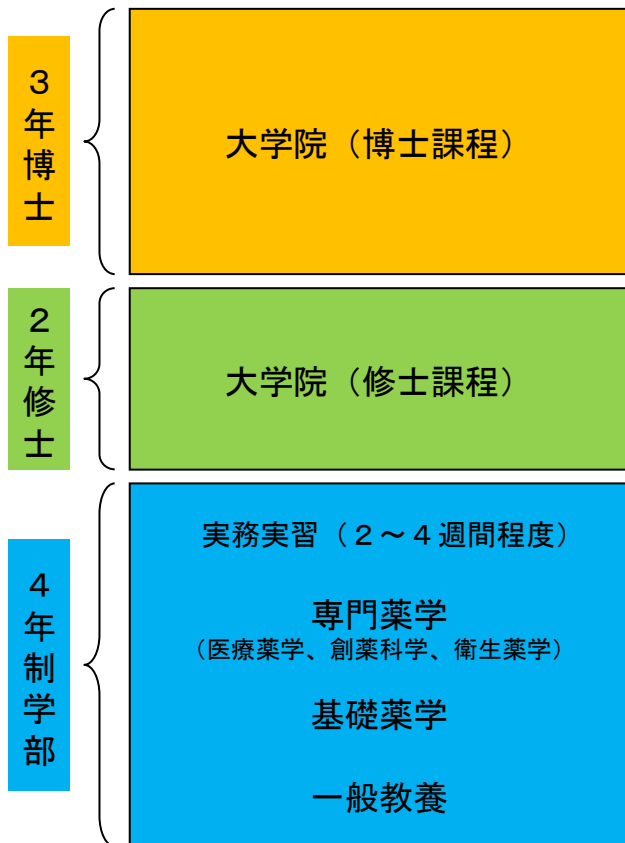 ３年博士
大学院（博士課程）
２年修士
大学院（修士課程）
４年制学部
実務実習（２～４週間程度）
専門薬学
（医療薬学、創薬科学、衛生薬学）
基礎薬学
一般教養